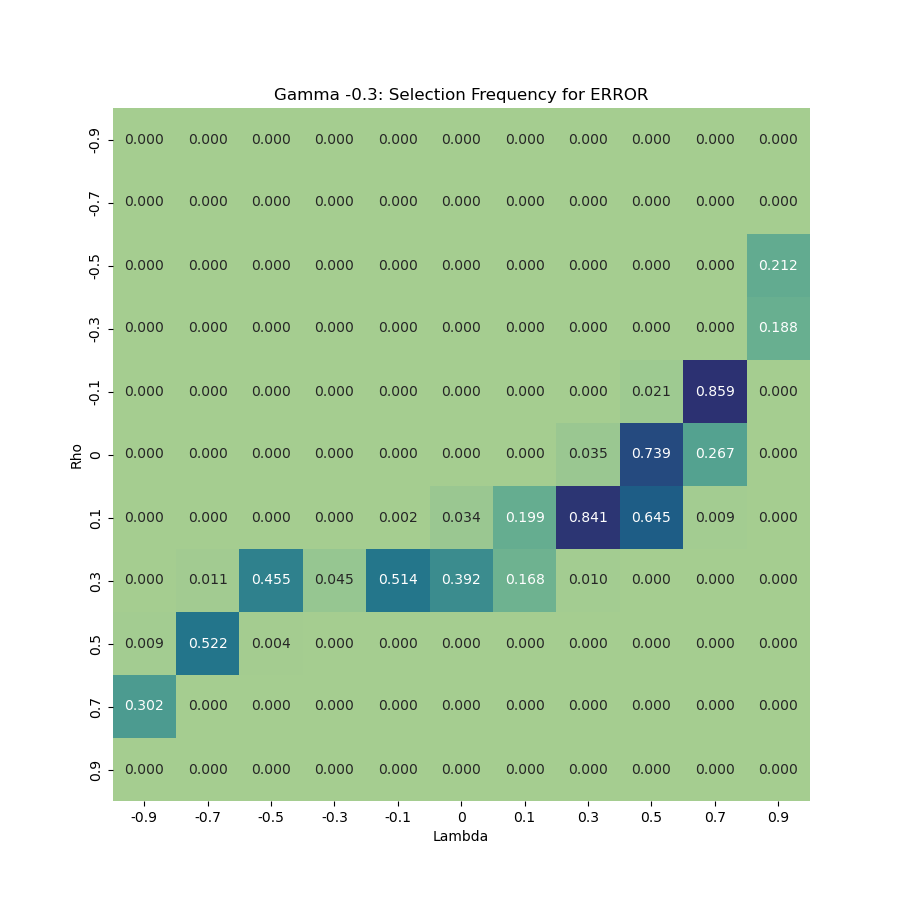 Gamma -0.3: Selection Frequency for ERROR
-0.9 0.000 0.000 0.000 0.000 0.000 0.000 0.000 0.000 0.000 0.000 0.000
-0.7 0.000 0.000 0.000 0.000 0.000 0.000 0.000 0.000 0.000 0.000 0.000
-0.5 0.000 0.000 0.000 0.000 0.000 0.000 0.000 0.000 0.000 0.000 0.212
-0.3 0.000 0.000 0.000 0.000 0.000 0.000 0.000 0.000 0.000 0.000 0.188
-0.1 0.000 0.000 0.000 0.000 0.000 0.000 0.000 0.000 0.021 0.859 0.000
Rho
0 0.000 0.000 0.000 0.000 0.000 0.000 0.000 0.035 0.739 0.267 0.000
0.1 0.000 0.000 0.000 0.000 0.002 0.034 0.199 0.841 0.645 0.009 0.000
0.3 0.000 0.011 0.455 0.045 0.514 0.392 0.168 0.010 0.000 0.000 0.000
0.5 0.009 0.522 0.004 0.000 0.000 0.000 0.000 0.000 0.000 0.000 0.000
0.7 0.302 0.000 0.000 0.000 0.000 0.000 0.000 0.000 0.000 0.000 0.000
0.9 0.000 0.000 0.000 0.000 0.000 0.000 0.000 0.000 0.000 0.000 0.000
-0.9 -0.7 -0.5 -0.3 -0.1 0 0.1 0.3 0.5 0.7 0.9
Lambda